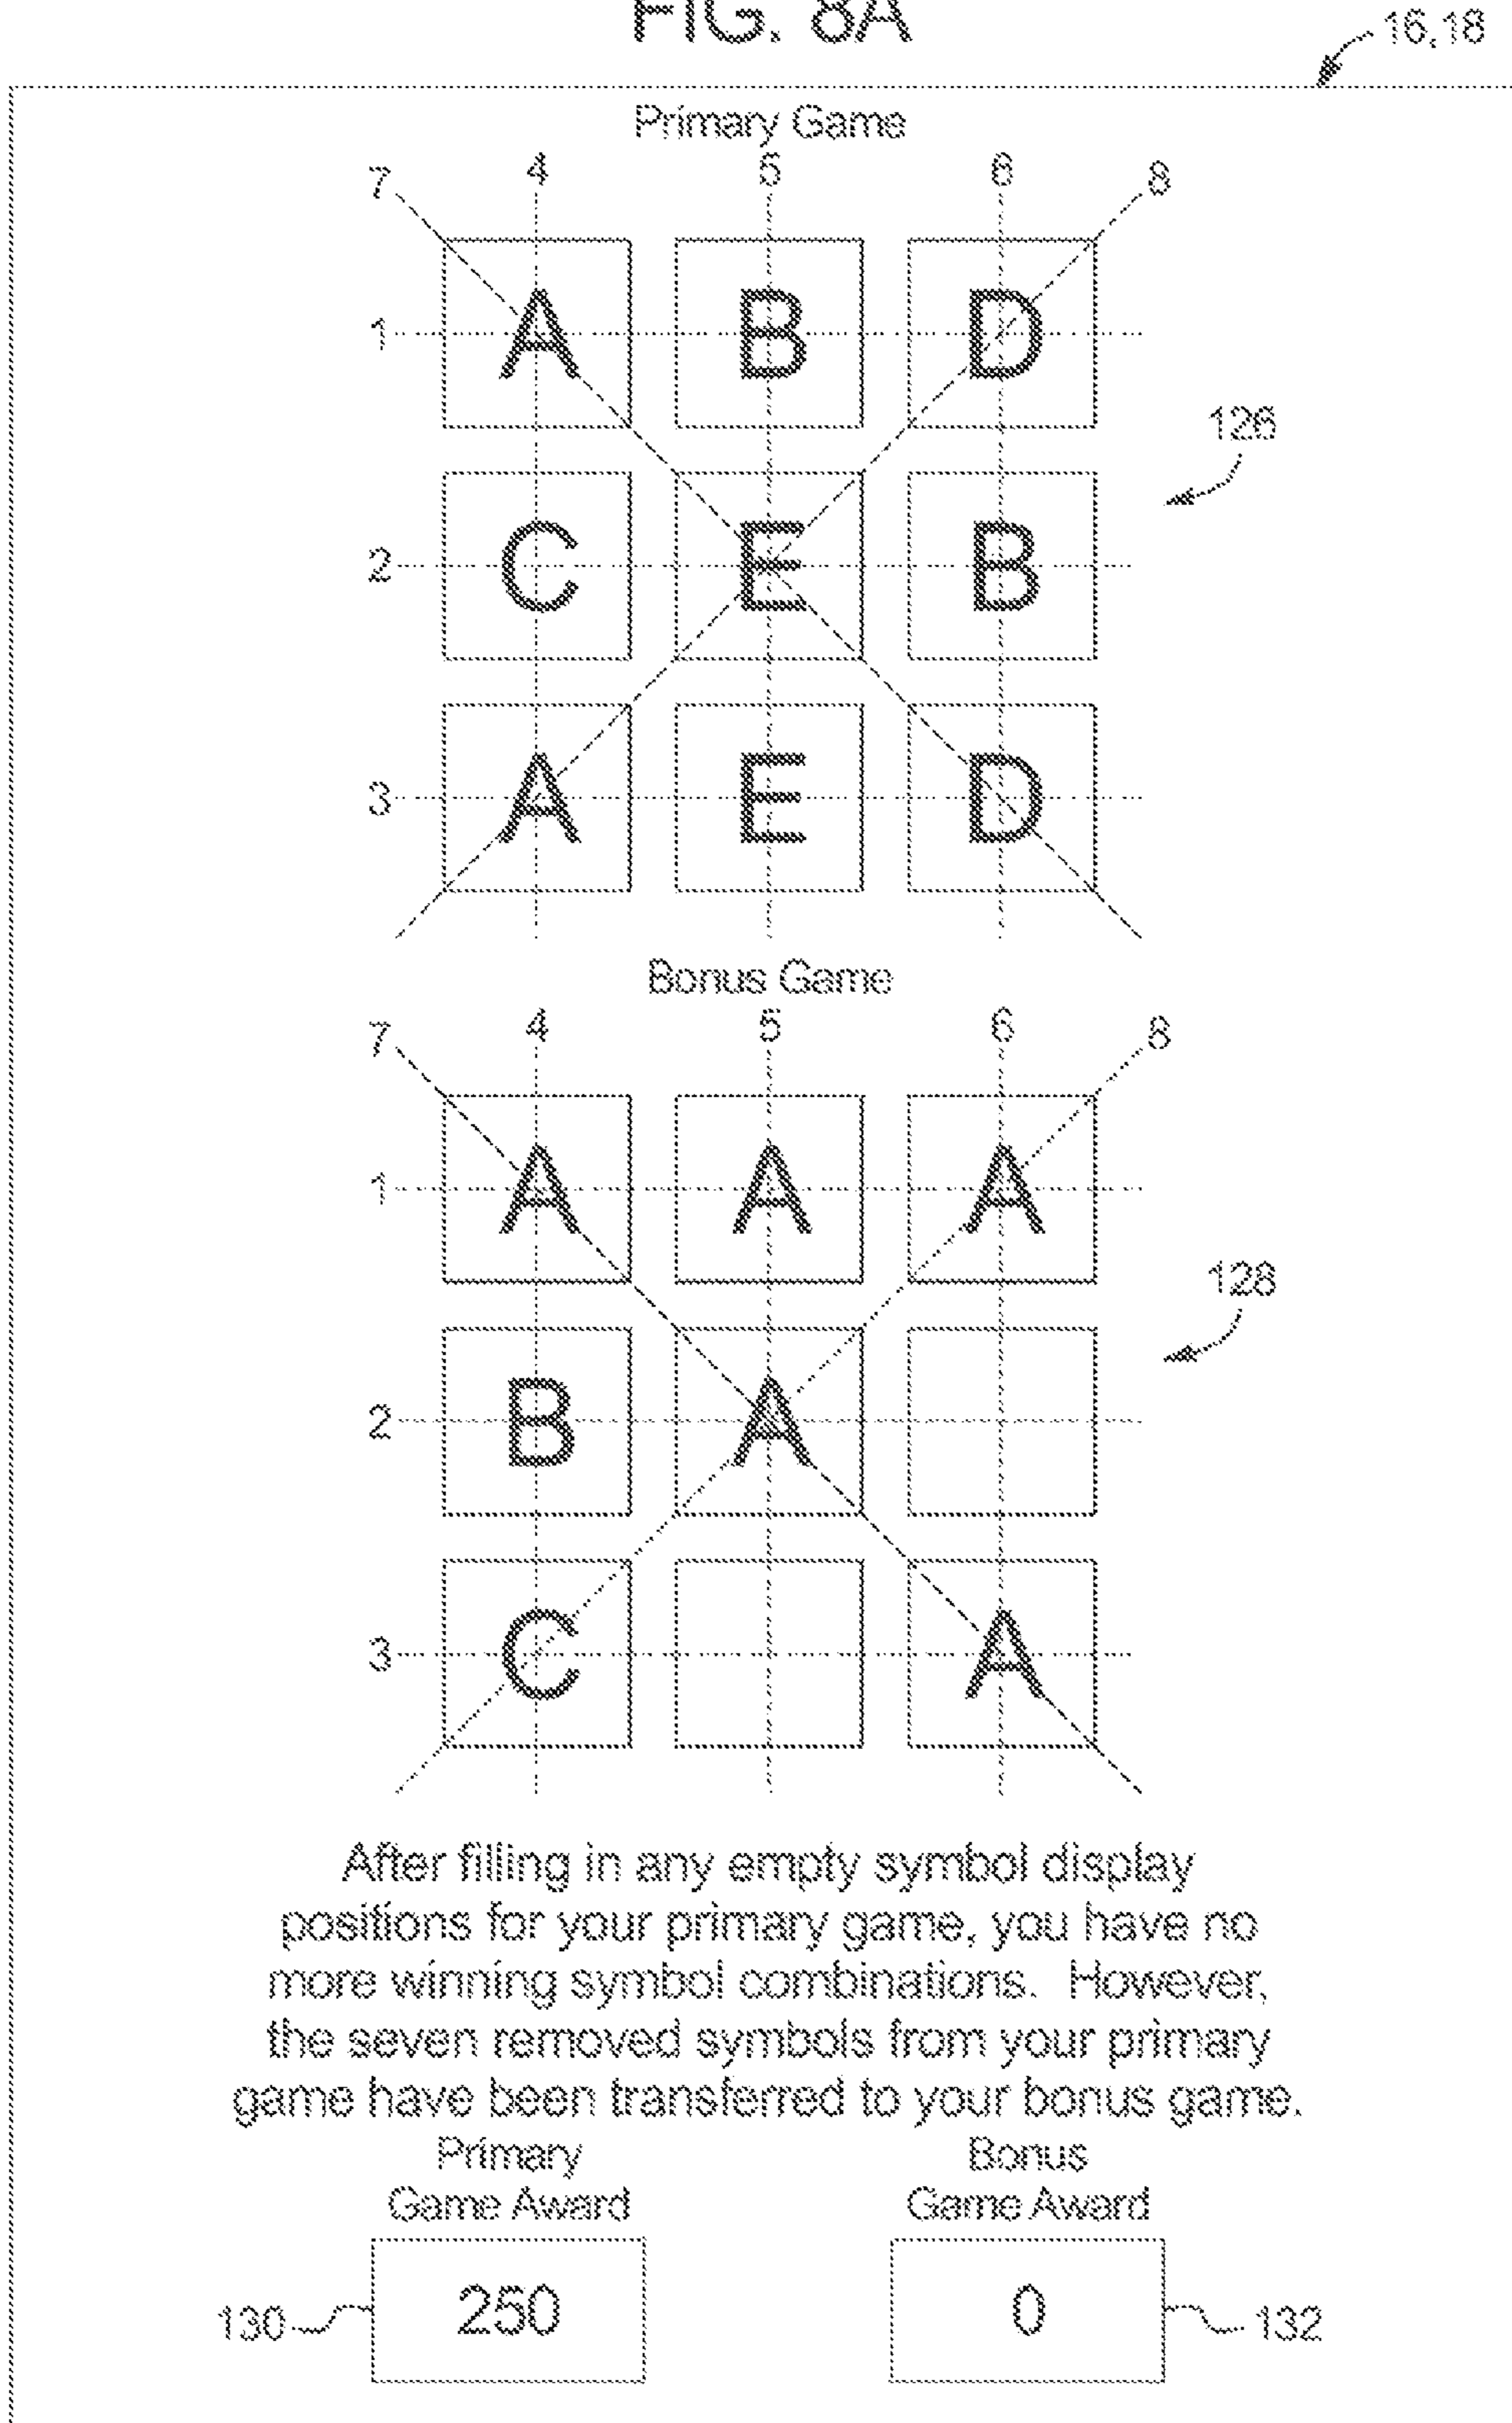 FIG. 8A
16,18
Primary Game
7 4 5 6 8
1 A B D
126
2 C E B
3 A E D
Bonus Game
7 4 5 6 8
1 A A A
128
2 B A
3 C A
After filling in any empty symbol display
positions for your primary game, you have no
more winning symbol combinations. However,
the seven removed symbols from your primary
game have been transferred to your bonus game.
Primary Bonus
Game Award Game Award
130 250 0 132